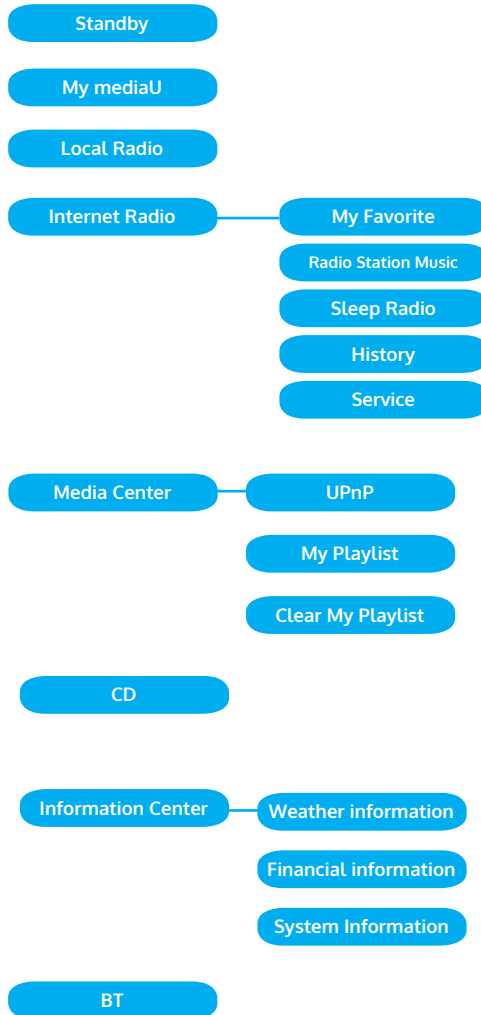 Standby
My mediaU
Local Radio
Internet Radio
My Favorite
Radio Station Music
Sleep Radio
History
Service
Media Center
UPnP
My Playlist
Clear My Playlist
CD
Information Center
Weather information
Financial information
System Information
BT